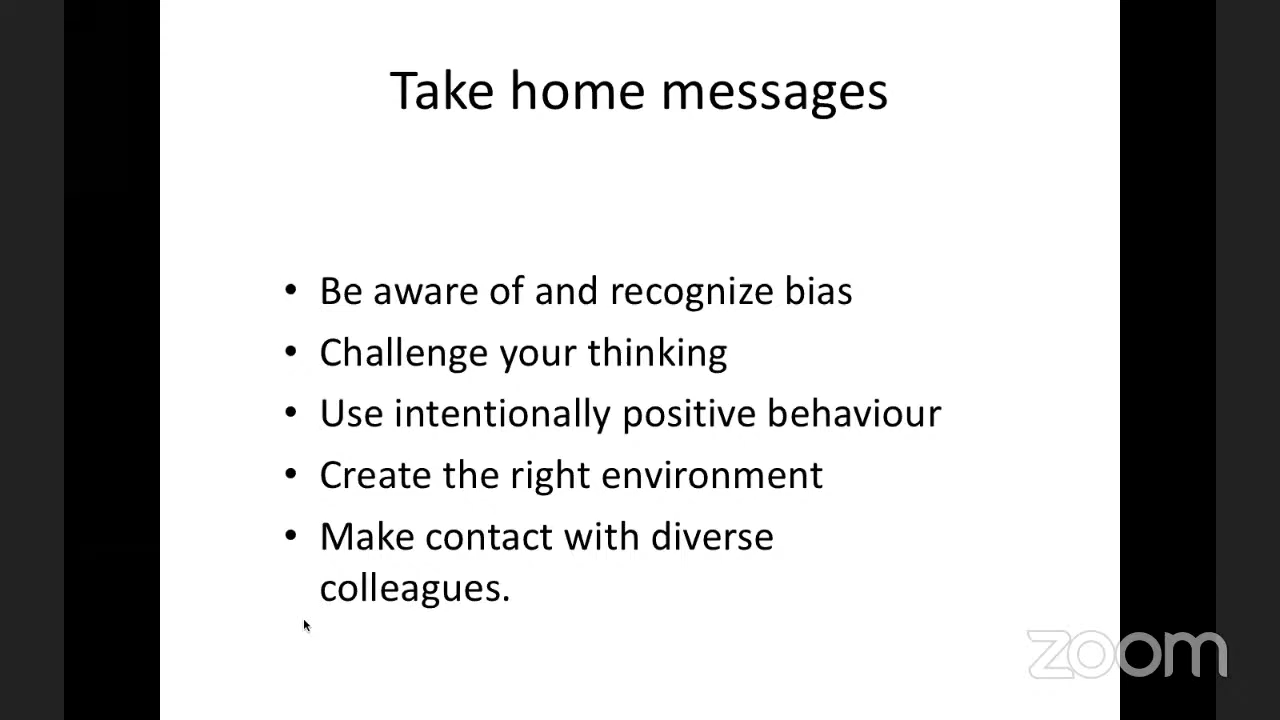 Take home messages
• Be aware of and recognize bias
• Challenge your thinking
• Use intentionally positive behaviour
• Create the right environment
• Make contact with diverse
colleagues.
zoom